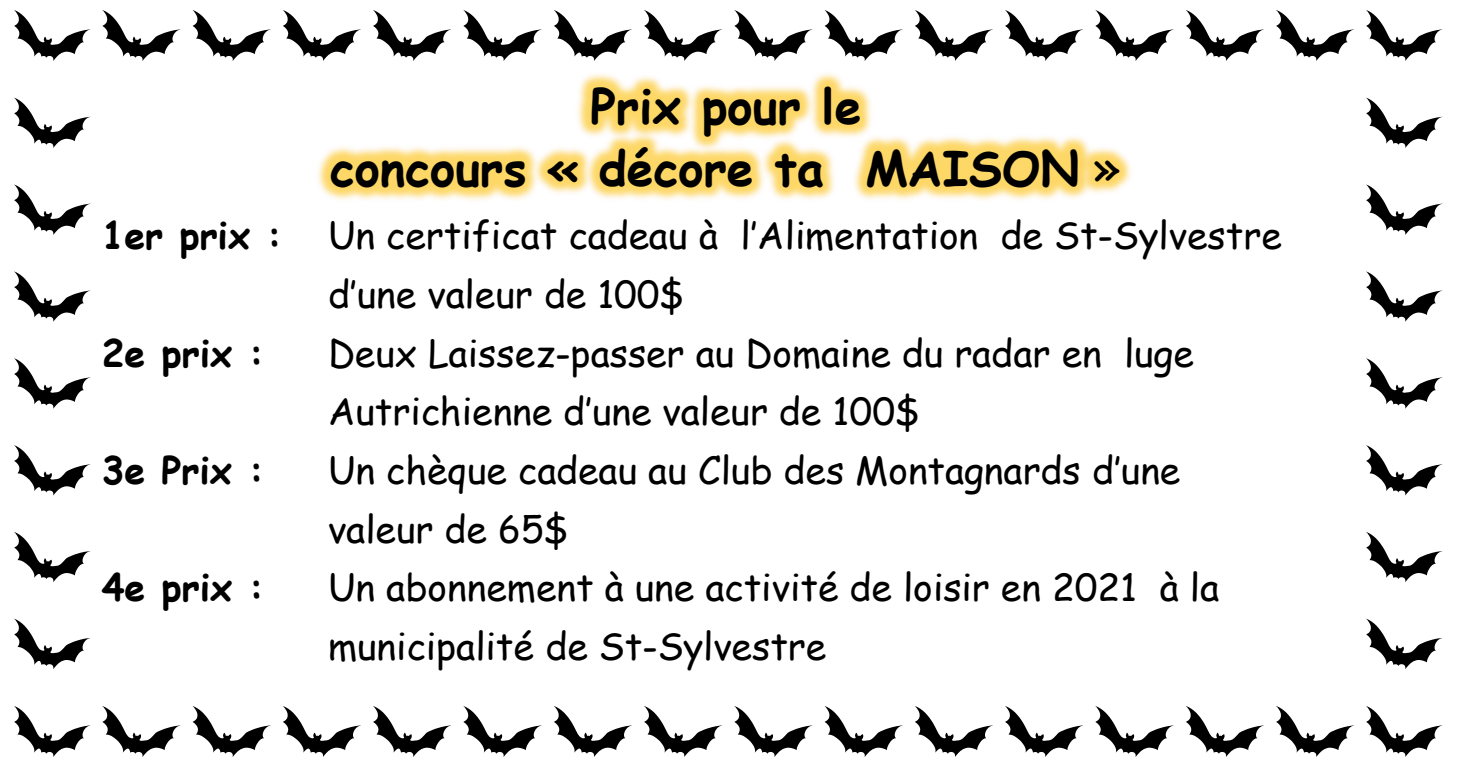 Prix pour le
concours « décore ta MAISON »
1er prix : Un certificat cadeau à l’Alimentation de St-Sylvestre
d’une valeur de 100$
2e prix : Deux Laissez-passer au Domaine du radar en luge
Autrichienne d’une valeur de 100$
3e Prix : Un chèque cadeau au Club des Montagnards d’une
valeur de 65$
4e prix : Un abonnement à une activité de loisir en 2021 à la
municipalité de St-Sylvestre